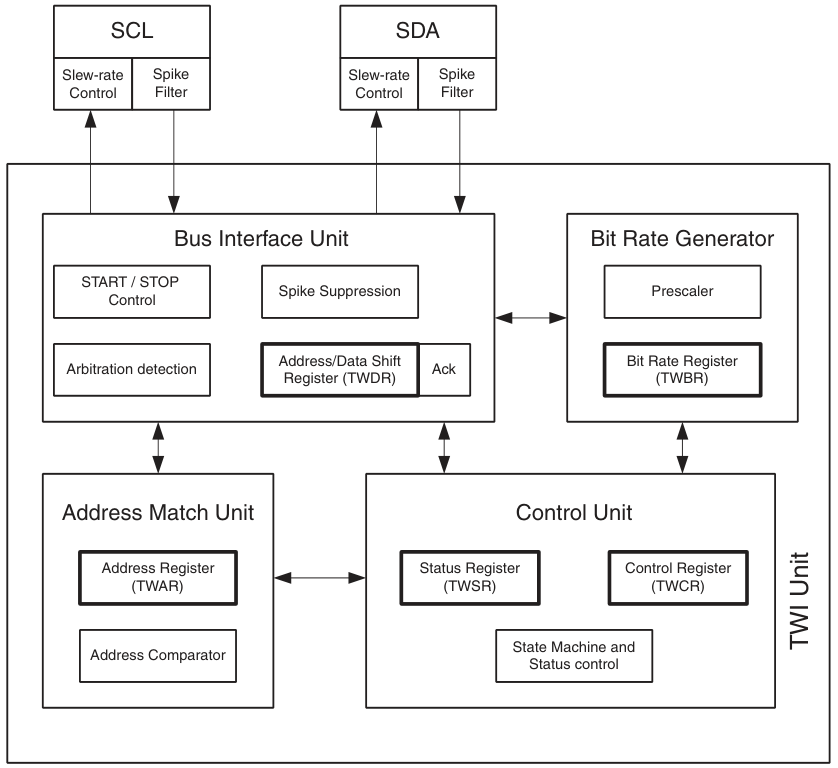 SCL
SDA
Slew-rate
Control
Spike
Filter
Slew-rate
Control
Spike
Filter
Bus Interface Unit
START / STOP
Control
Spike Suppression
Arbitration detection
Address/Data Shift
Register (TWDR)
Ack
Bit Rate Generator
Prescaler
Bit Rate Register
(TWBR)
Address Match Unit
Address Register
(TWAR)
Address Comparator
Control Unit
Status Register
(TWSR)
Control Register
(TWCR)
State Machine and
Status control
TWI Unit